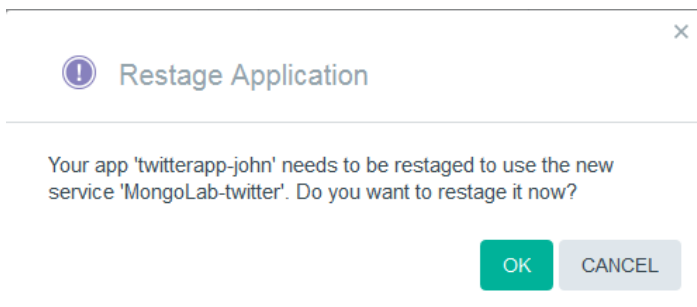 Restage Application
Your app 'twitterapp-john' needs to be restaged to use the new
service 'MongoLab-twitter'. Do you want to restage it now?
OK
CANCEL